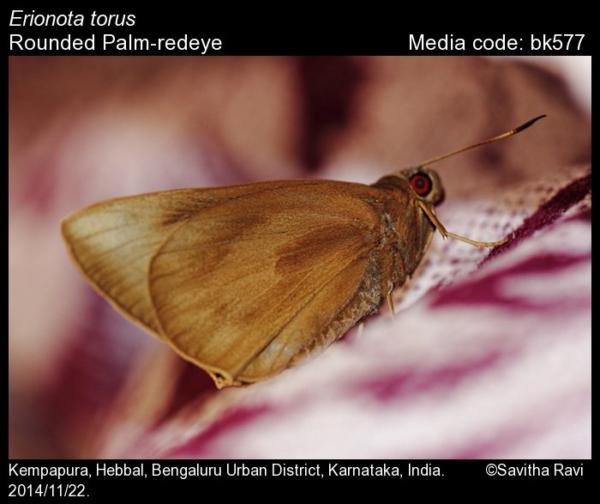 Erionota torus
Rounded Palm-redeye Media code: bk577
Kempapura, Hebbal, Bengaluru Urban District, Karnataka, India. ©Savitha Ravi
2014/11/22.